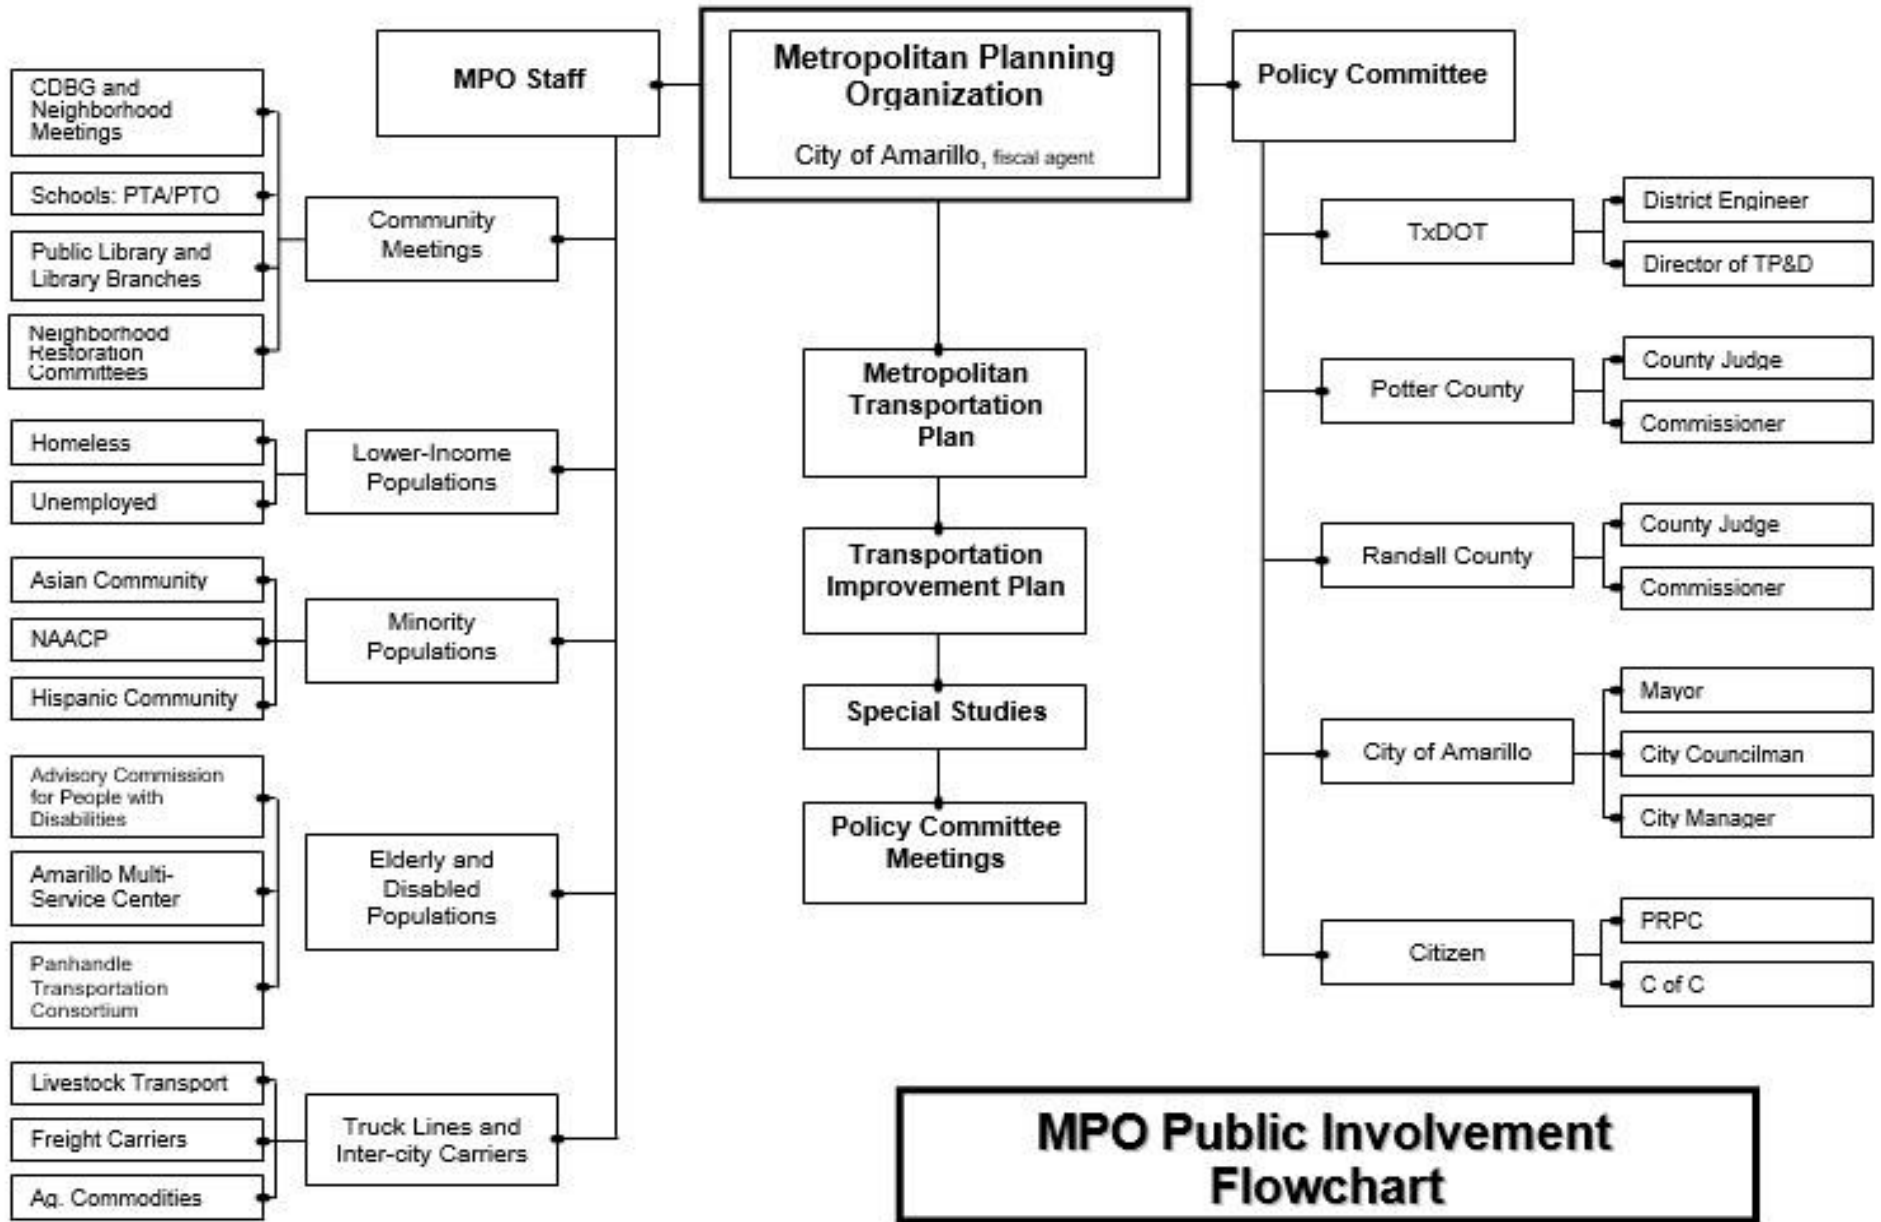 MPO Staff
Metropolitan Planning
Organization
City of Amarillo, fiscal agent
Policy Committee
CDBG and
Neighborhood
Meetings
Schools: PTA/PTO
Public Library and
Library Branches
Neighborhood
Restoration
Committees
Community
Meetings
Homeless
Unemployed
Lower-Income
Populations
Asian Community
NAACP
Hispanic Community
Minority
Populations
Advisory Commission
for People with
Disabilities
Amarillo Multi-
Service Center
Panhandle
Transportation
Consortium
Elderly and
Disabled
Populations
Livestock Transport
Freight Carriers
Ag. Commodities
Truck Lines and
Inter-city Carriers
Metropolitan
Transportation
Plan
Transportation
Improvement Plan
Special Studies
Policy Committee
Meetings
TxDOT
District Engineer
Director of TP&D
Potter County
County Judge
Commissioner
Randall County
County Judge
Commissioner
City of Amarillo
Mayor
City Councilman
City Manager
Citizen
PRPC
C of C
MPO Public Involvement
Flowchart